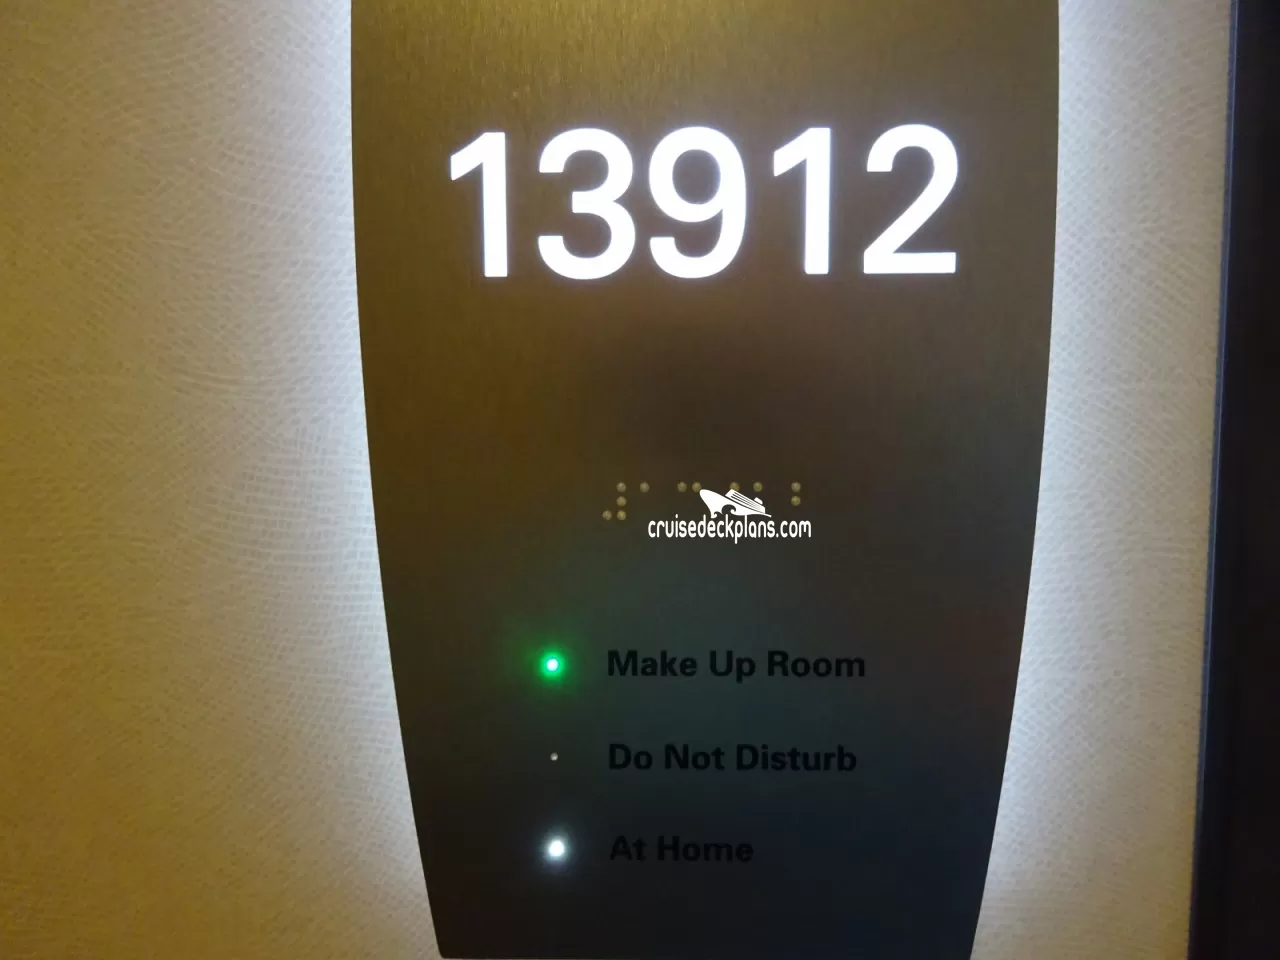 13912
cruisedeckplans.com
Make Up Room
Do Not Disturb
At Home